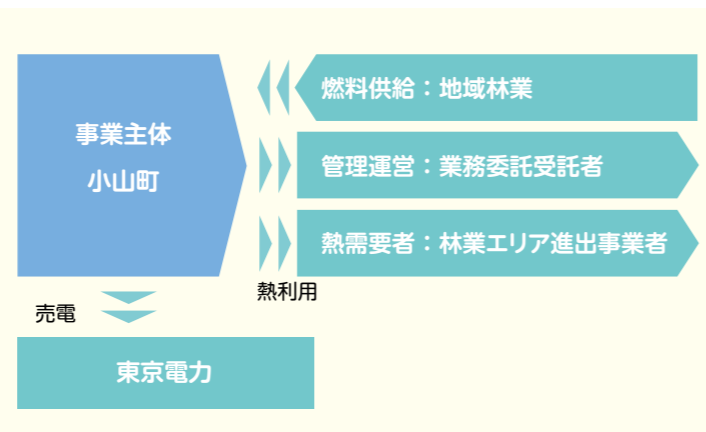 事業主体
小山町
燃料供給：地域林業
管理運営：業務委託受託者
熱需要者：林業エリア進出事業者
熱利用
売電
東京電力